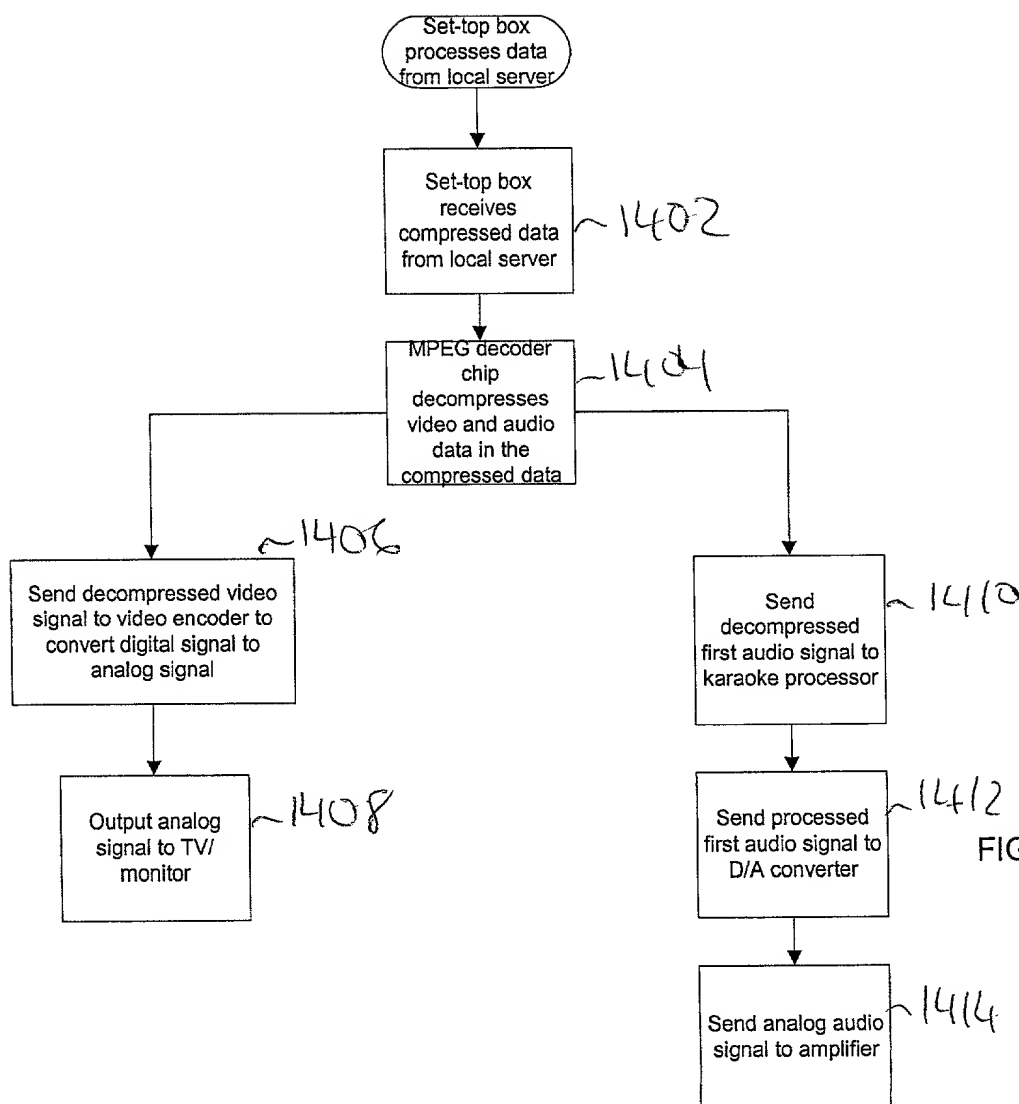 Set-top box
processes data
from local server
Set-top box
receives
compressed data
from local server
~1402
MPEG decoder
chip
decompresses
video and audio
data in the
compressed data
~1404
~1406
Send decompressed video
signal to video encoder to
convert digital signal to
analog signal
Send
decompressed
first audio signal to
karaoke processor
~1410
Output analog
signal to TV/
monitor
~1408
Send processed
first audio signal to
D/A converter
~1412
FIG
Send analog audio
signal to amplifier
~1414